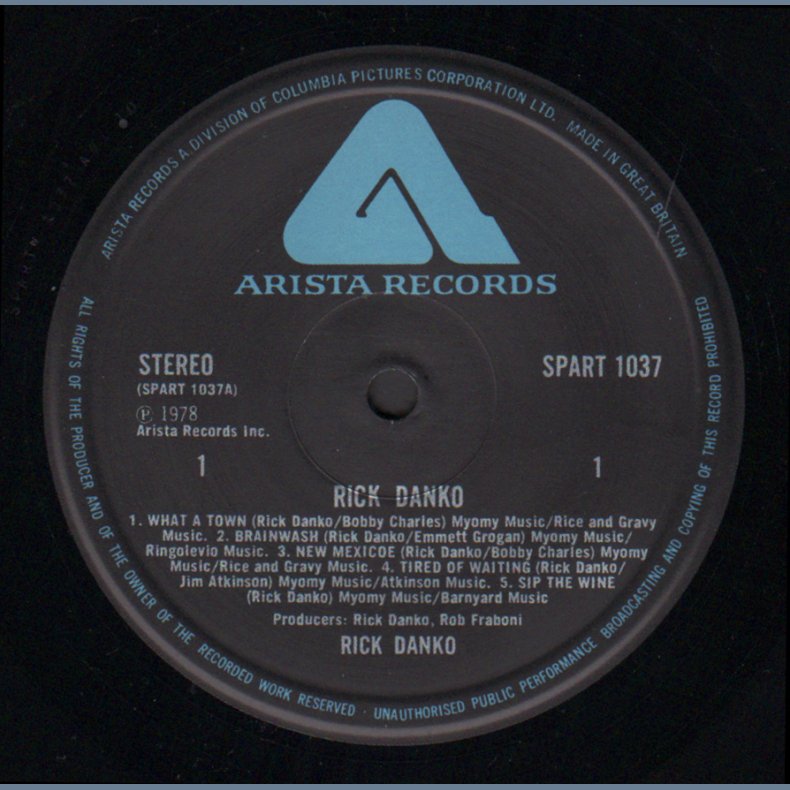 ARISTA RECORDS A DIVISION OF COLUMBIA PICTURES CORPORATION LTD. MADE IN GREAT BRITAIN
ARISTA RECORDS
STEREO
(SPART 1037A)
Ⓟ 1978
Arista Records Inc.
SPART 1037
1
1
RICK DANKO
1. WHAT A TOWN (Rick Danko/Bobby Charles) Myomy Music/Rice and Gravy
Music. 2. BRAINWASH (Rick Danko/Emmett Grogan) Myomy Music/
Ringolevio Music. 3. NEW MEXICOE (Rick Danko/Bobby Charles) Myomy
Music/Rice and Gravy Music. 4. TIRED OF WAITING (Rick Danko/
Jim Atkinson) Myomy Music/Atkinson Music. 5. SIP THE WINE
(Rick Danko) Myomy Music/Barnyard Music
Producers: Rick Danko, Rob Fraboni
RICK DANKO
ALL RIGHTS OF THE PRODUCER AND OF THE OWNER OF THE RECORDED WORK RESERVED · UNAUTHORISED PUBLIC PERFORMANCE BROADCASTING AND COPYING OF THIS RECORD PROHIBITED